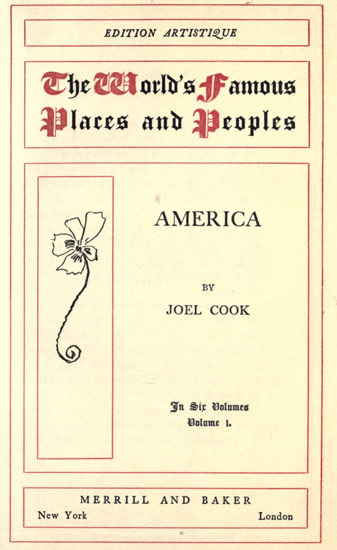 EDITION ARTISTIQUE
The World's Famous
Places and Peoples
AMERICA
BY
JOEL COOK
In Six Volumes
Volume I.
MERRILL AND BAKER
New York London